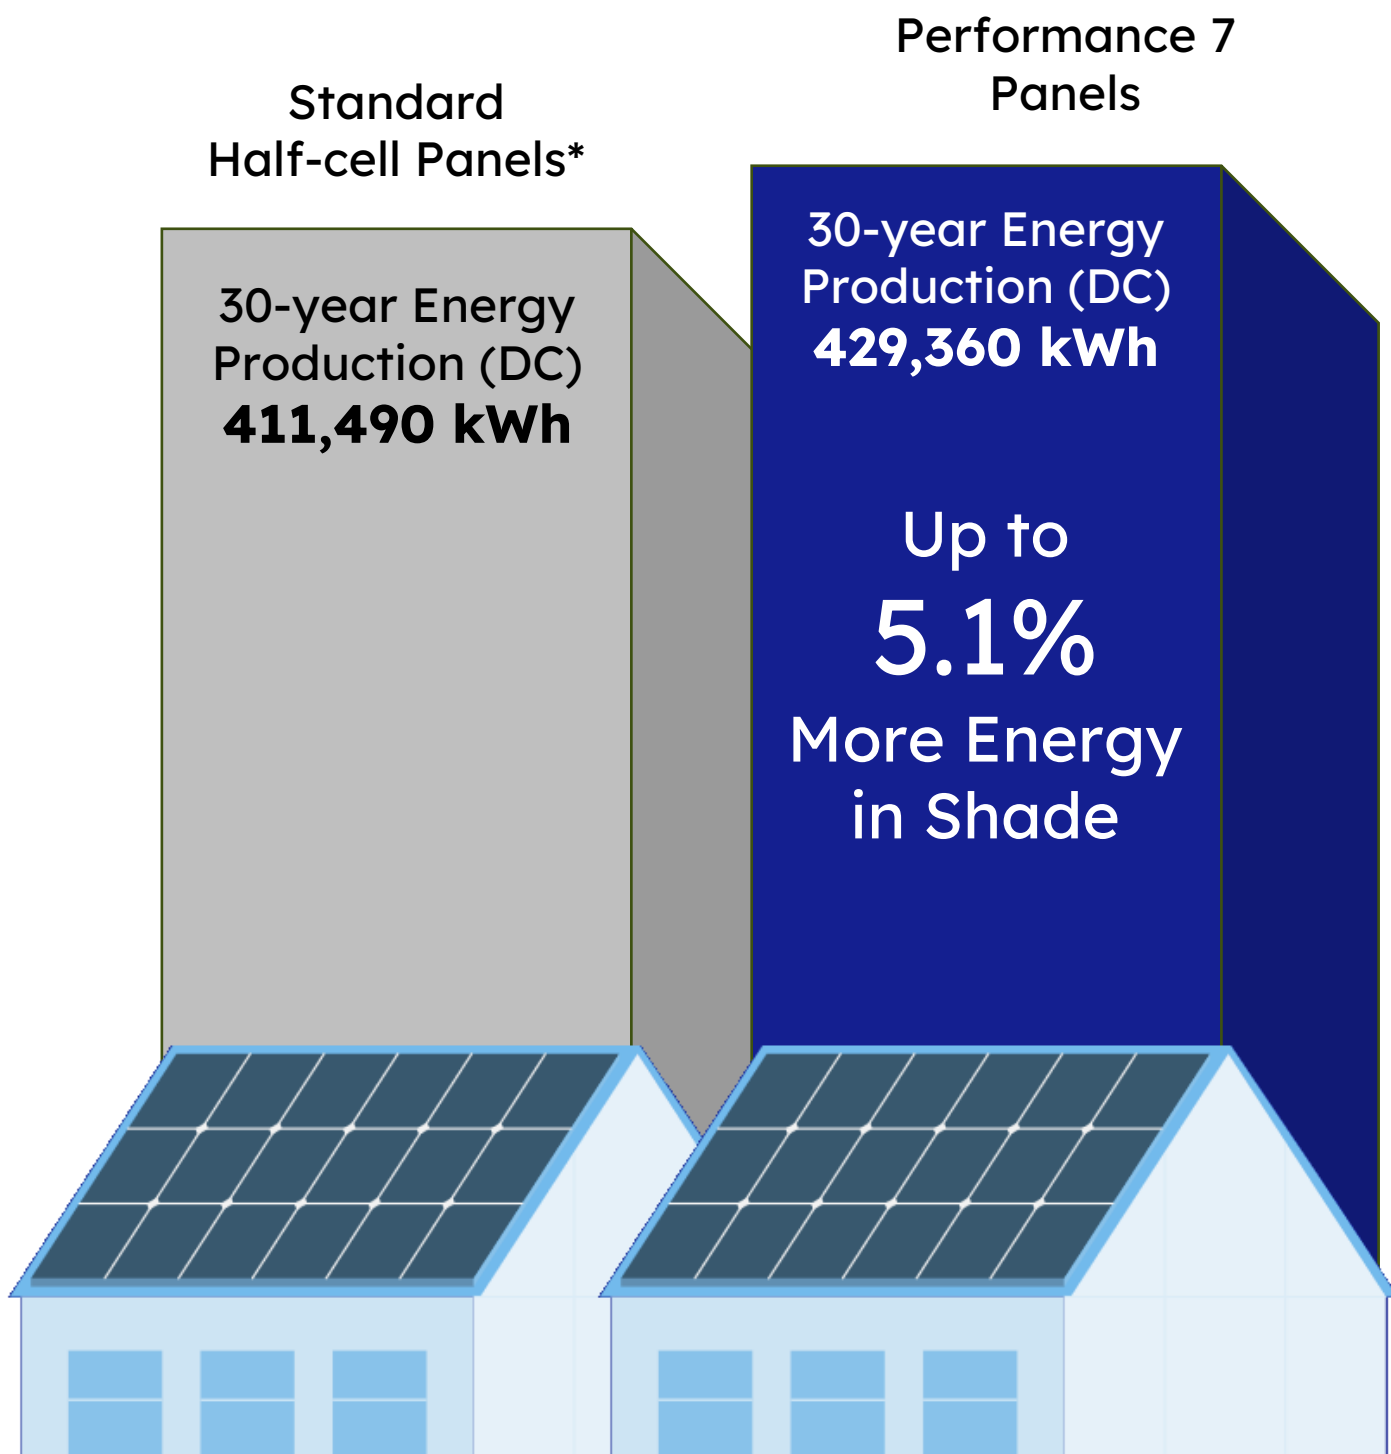 Standard
Half-cell Panels*
30-year Energy
Production (DC)
411,490 kWh
Performance 7
Panels
30-year Energy
Production (DC)
429,360 kWh
Up to
5.1%
More Energy
in Shade